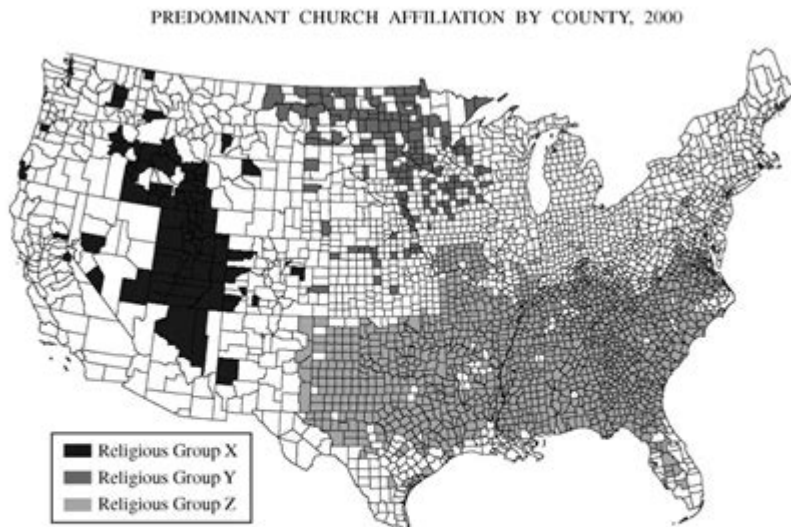 PREDOMINANT CHURCH AFFILIATION BY COUNTY, 2000
Religious Group X
Religious Group Y
Religious Group Z